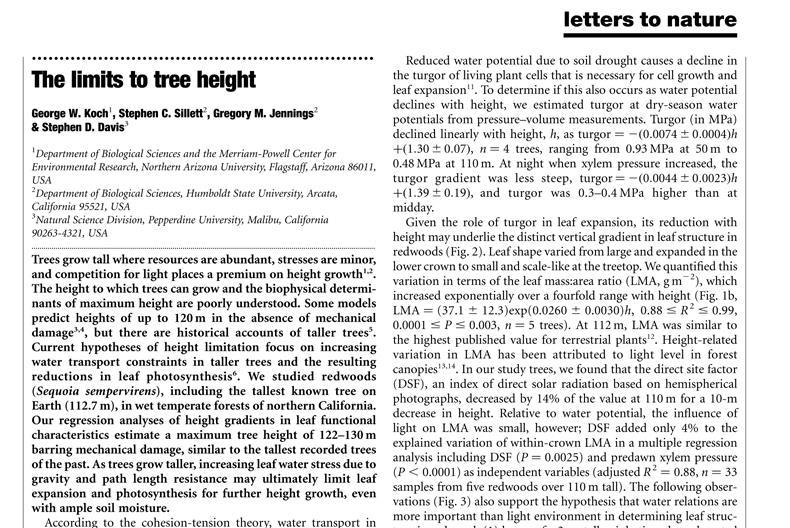 letters to nature
The limits to tree height
George W. Koch¹, Stephen C. Sillett², Gregory M. Jennings²
& Stephen D. Davis³
¹Department of Biological Sciences and the Merriam-Powell Center for
Environmental Research, Northern Arizona University, Flagstaff, Arizona 86011,
USA
²Department of Biological Sciences, Humboldt State University, Arcata,
California 95521, USA
³Natural Science Division, Pepperdine University, Malibu, California
90263-4321, USA
Trees grow tall where resources are abundant, stresses are minor,
and competition for light places a premium on height growth¹,².
The height to which trees can grow and the biophysical determi-
nants of maximum height are poorly understood. Some models
predict heights of up to 120 m in the absence of mechanical
damage³,⁴, but there are historical accounts of taller trees⁵.
Current hypotheses of height limitation focus on increasing
water transport constraints in taller trees and the resulting
reductions in leaf photosynthesis⁶. We studied redwoods
(Sequoia sempervirens), including the tallest known tree on
Earth (112.7 m), in wet temperate forests of northern California.
Our regression analyses of height gradients in leaf functional
characteristics estimate a maximum tree height of 122–130 m
barring mechanical damage, similar to the tallest recorded trees
of the past. As trees grow taller, increasing leaf water stress due to
gravity and path length resistance may ultimately limit leaf
expansion and photosynthesis for further height growth, even
with ample soil moisture.
According to the cohesion-tension theory, water transport in
Reduced water potential due to soil drought causes a decline in
the turgor of living plant cells that is necessary for cell growth and
leaf expansion¹¹. To determine if this also occurs as water potential
declines with height, we estimated turgor at dry-season water
potentials from pressure–volume measurements. Turgor (in MPa)
declined linearly with height, h, as turgor = −(0.0074 ± 0.0004)h
+(1.30 ± 0.07), n = 4 trees, ranging from 0.93 MPa at 50 m to
0.48 MPa at 110 m. At night when xylem pressure increased, the
turgor gradient was less steep, turgor = −(0.0044 ± 0.0023)h
+(1.39 ± 0.19), and turgor was 0.3–0.4 MPa higher than at
midday.
Given the role of turgor in leaf expansion, its reduction with
height may underlie the distinct vertical gradient in leaf structure in
redwoods (Fig. 2). Leaf shape varied from large and expanded in the
lower crown to small and scale-like at the treetop. We quantified this
variation in terms of the leaf mass:area ratio (LMA, g m⁻²), which
increased exponentially over a fourfold range with height (Fig. 1b,
LMA = (37.1 ± 12.3)exp(0.0260 ± 0.0030)h, 0.88 ≤ R² ≤ 0.99,
0.0001 ≤ P ≤ 0.003, n = 5 trees). At 112 m, LMA was similar to
the highest published value for terrestrial plants¹². Height-related
variation in LMA has been attributed to light level in forest
canopies¹³,¹⁴. In our study trees, we found that the direct site factor
(DSF), an index of direct solar radiation based on hemispherical
photographs, decreased by 14% of the value at 110 m for a 10-m
decrease in height. Relative to water potential, the influence of
light on LMA was small, however; DSF added only 4% to the
explained variation of within-crown LMA in a multiple regression
analysis including DSF (P = 0.0025) and predawn xylem pressure
(P < 0.0001) as independent variables (adjusted R² = 0.88, n = 33
samples from five redwoods over 110 m tall). The following obser-
vations (Fig. 3) also support the hypothesis that water relations are
more important than light environment in determining leaf struc-